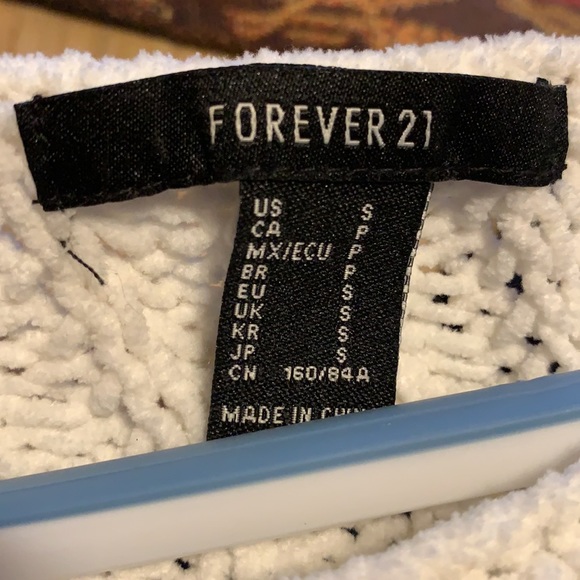 FOREVER 21
US S
CA P
MX/ECU P
BR P
EU S
UK S
KR S
JP S
CN 160/84A
MADE IN